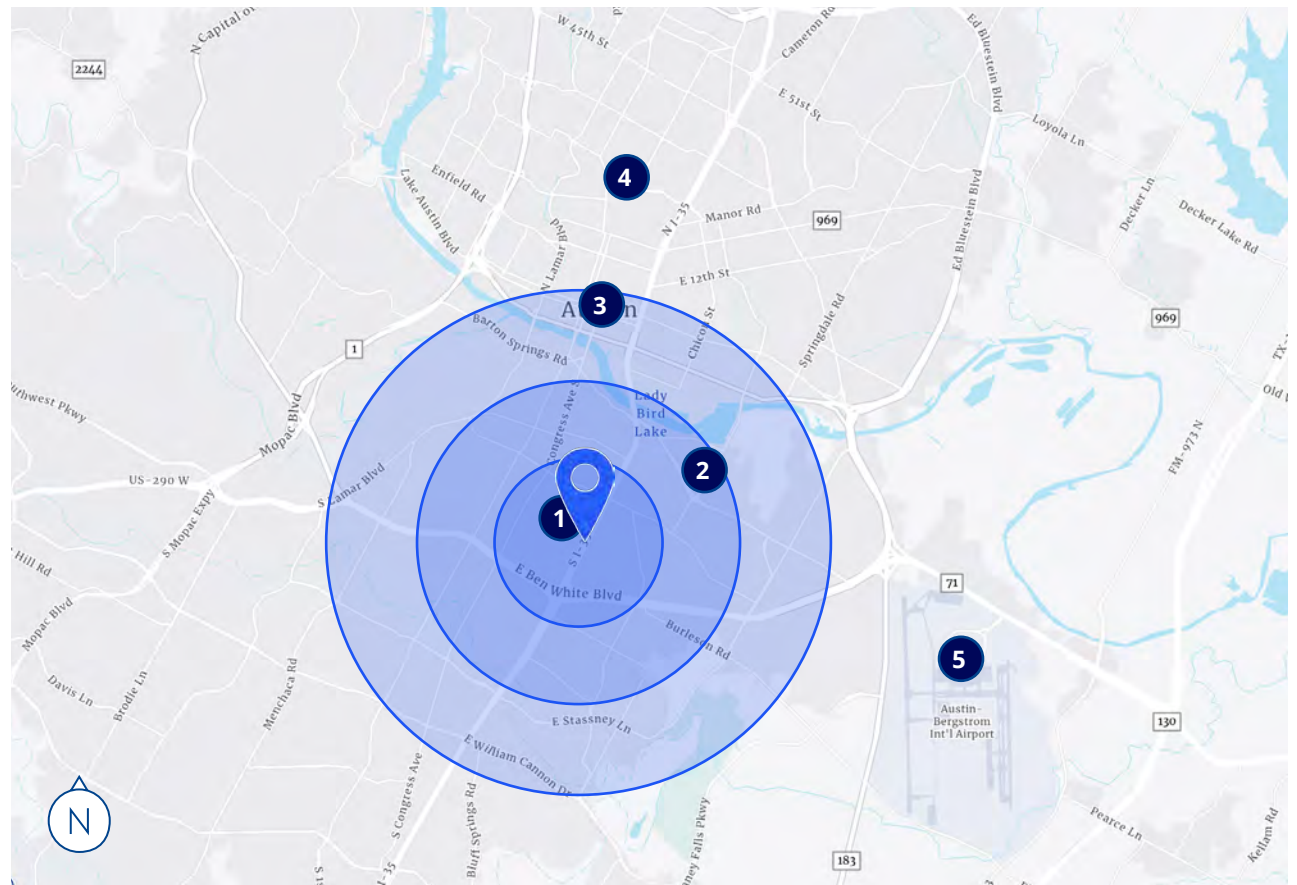 N Capital of
W 45th St
Cameron Rd
Ed Bluestein Blvd
2244
E 51st St
Loyola Ln
Enfield Rd
4
Lake Austin Blvd
Decker Ln
Decker Lake Rd
N I-35
Manor Rd
969
N Lamar Blvd
Ed Bluestein Blvd
E 12th St
3
Chicon St
Springdale Rd
969
Barton Springs Rd
1
Lady
Bird
Lake
Mopac Blvd
FM-973 N
2
US-290 W
S Lamar Blvd
S Mopac Expy
1
S I-35
E Ben White Blvd
71
Mopac Blvd
Burleson Rd
5
Davis Ln
Brodie Ln
Menchaca Rd
Austin-
Bergstrom
Int'l Airport
E Stassney Ln
130
E William Cannon Dr
N
S Congress Ave
Bluff Springs Rd
Pearce Ln
Kellam Rd
183